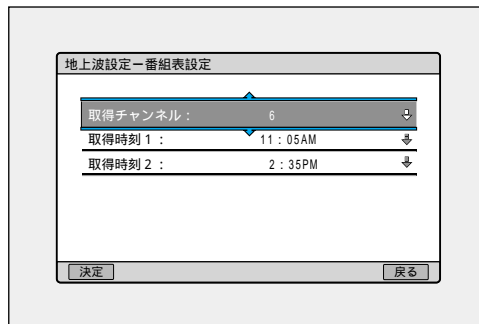 地上波設定ー番組表設定
取得チャンネル： 6
取得時刻1： 11：05AM
取得時刻2： 2：35PM
決定 戻る